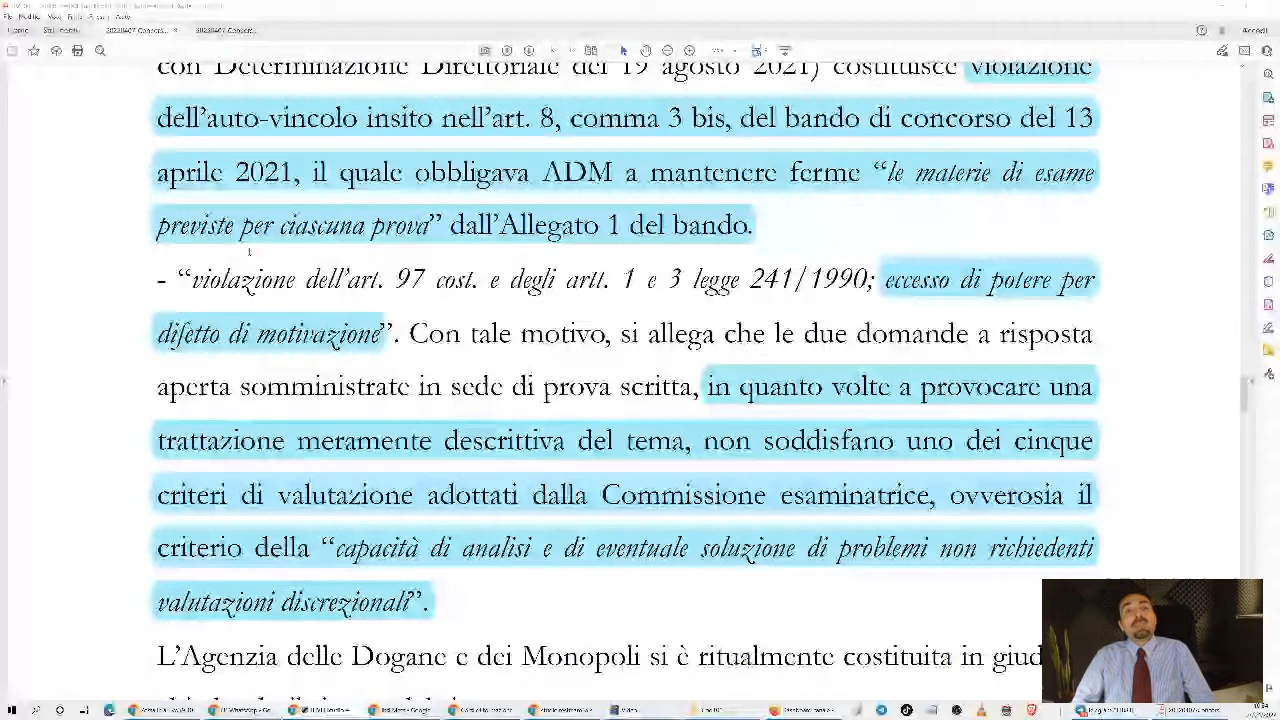 con Determinazione Direttoriale del 19 agosto 2021) costituisce violazione
dell’auto-vincolo insito nell’art. 8, comma 3 bis, del bando di concorso del 13
aprile 2021, il quale obbligava ADM a mantenere ferme “le materie di esame
previste per ciascuna prova” dall’Allegato 1 del bando.
- “violazione dell’art. 97 cost. e degli artt. 1 e 3 legge 241/1990; eccesso di potere per
difetto di motivazione”. Con tale motivo, si allega che le due domande a risposta
aperta somministrate in sede di prova scritta, in quanto volte a provocare una
trattazione meramente descrittiva del tema, non soddisfano uno dei cinque
criteri di valutazione adottati dalla Commissione esaminatrice, ovverosia il
criterio della “capacità di analisi e di eventuale soluzione di problemi non richiedenti
valutazioni discrezionali”.
L’Agenzia delle Dogane e dei Monopoli si è ritualmente costituita in giud